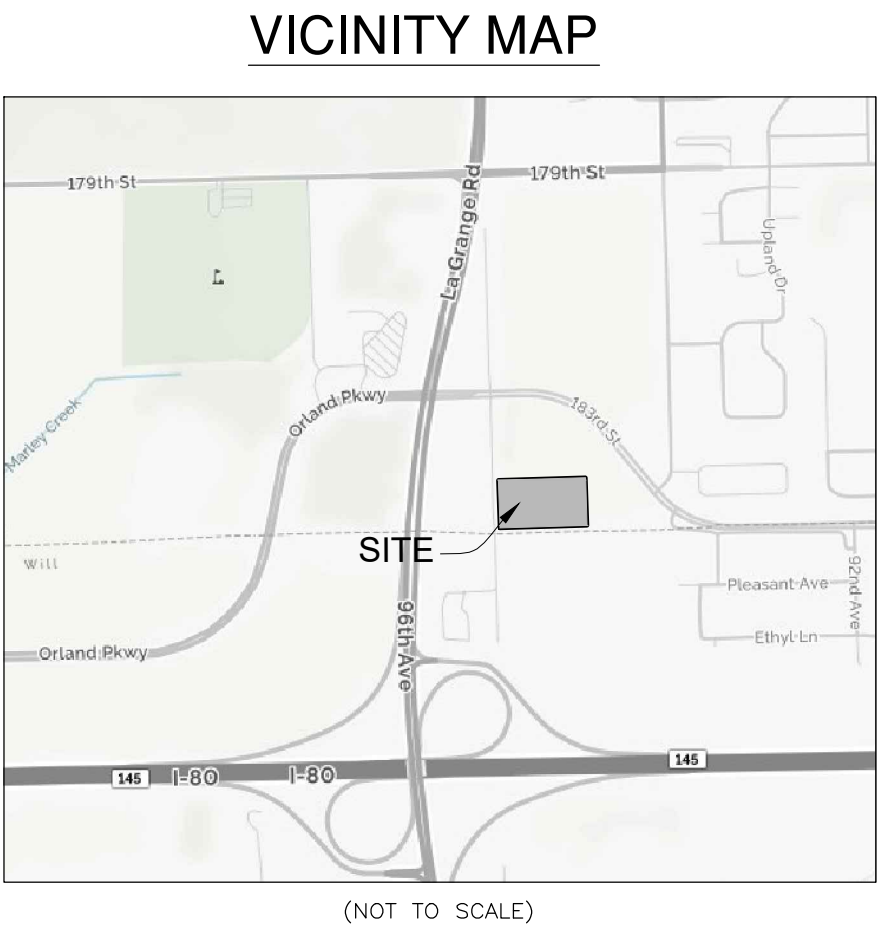 VICINITY MAP
179th St
179th St
La Grange Rd
Upland Dr
Orland Pkwy
183rd St
Marley Creek
SITE
Will
Pleasant Ave
92nd Ave
96th Ave
Ethyl Ln
Orland Pkwy
145
145 I-80
I-80
(NOT TO SCALE)